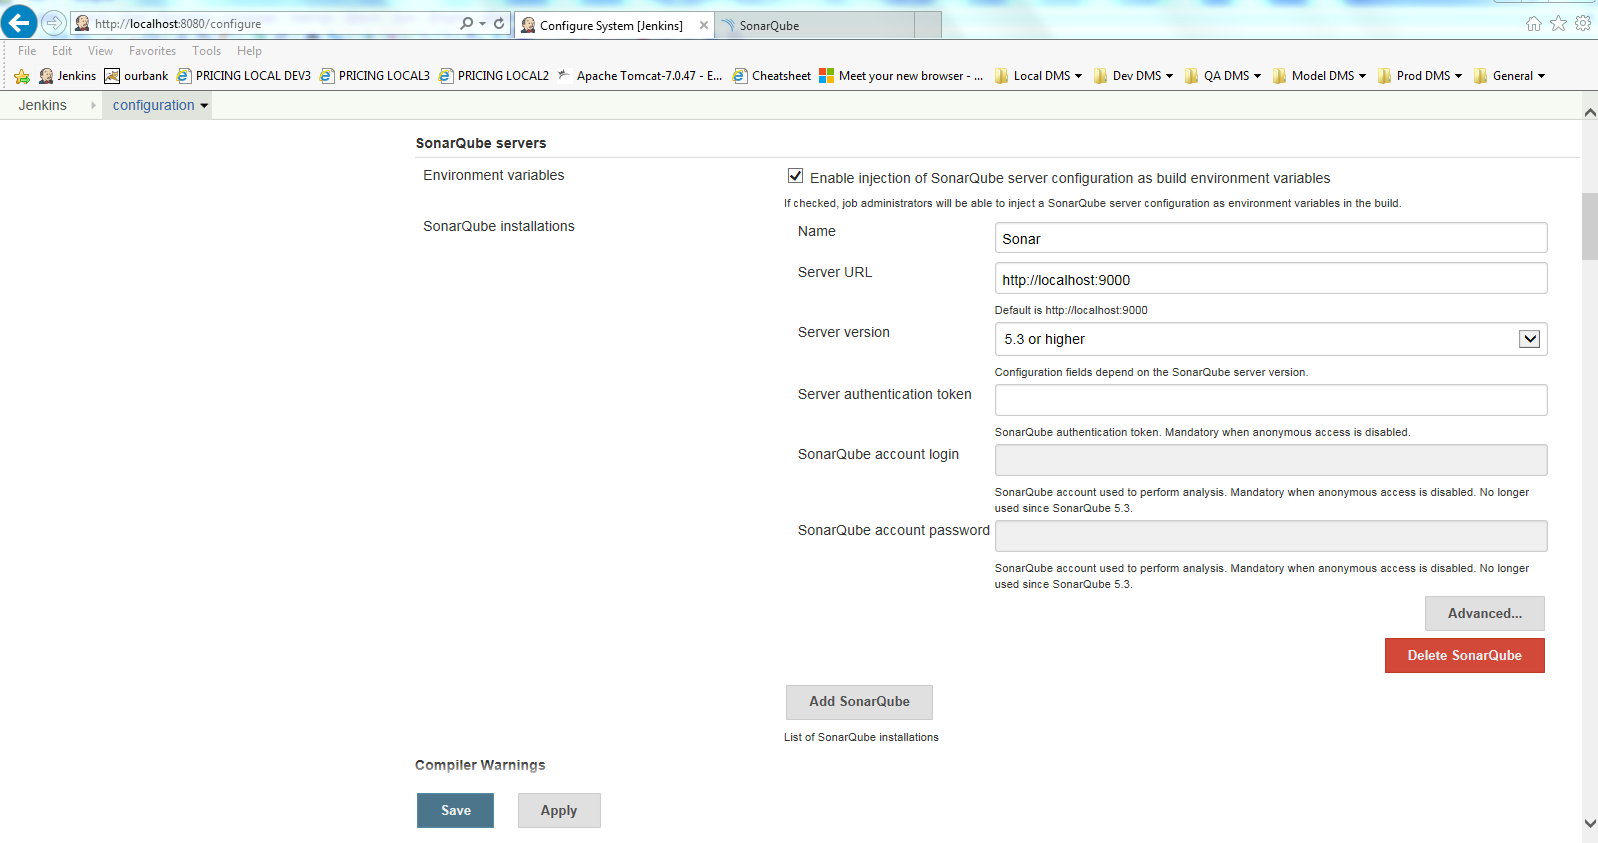 http://localhost:8080/configure
Configure System [Jenkins]
SonarQube
File Edit View Favorites Tools Help
Jenkins ourbank PRICING LOCAL DEV3 PRICING LOCAL3 PRICING LOCAL2 Apache Tomcat-7.0.47 - E... Cheatsheet Meet your new browser - ... Local DMS Dev DMS QA DMS Model DMS Prod DMS General
Jenkins configuration
SonarQube servers
Environment variables
Enable injection of SonarQube server configuration as build environment variables
If checked, job administrators will be able to inject a SonarQube server configuration as environment variables in the build.
SonarQube installations
Name
Sonar
Server URL
http://localhost:9000
Default is http://localhost:9000
Server version
5.3 or higher
Configuration fields depend on the SonarQube server version.
Server authentication token
SonarQube authentication token. Mandatory when anonymous access is disabled.
SonarQube account login
SonarQube account used to perform analysis. Mandatory when anonymous access is disabled. No longer
used since SonarQube 5.3.
SonarQube account password
SonarQube account used to perform analysis. Mandatory when anonymous access is disabled. No longer
used since SonarQube 5.3.
Advanced...
Delete SonarQube
Add SonarQube
List of SonarQube installations
Compiler Warnings
Save
Apply